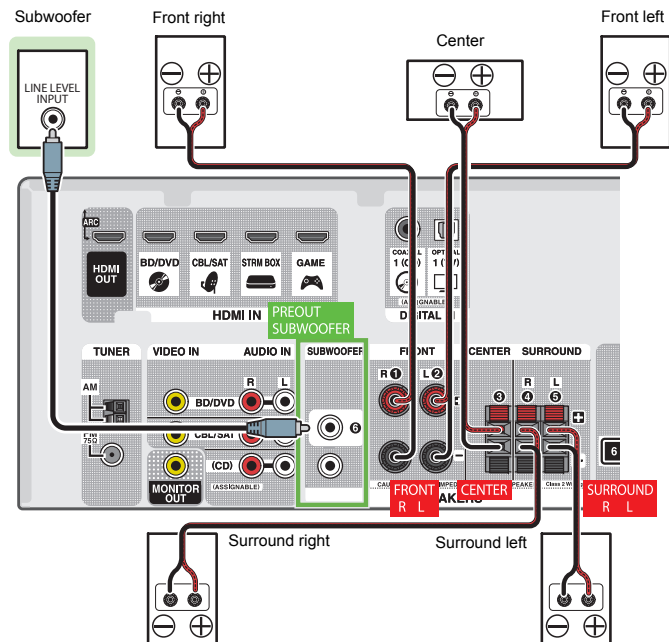 Subwoofer
Front right
Front left
Center
LINE LEVEL
INPUT
ARC
HDMI
OUT
BD/DVD
CBL/SAT
STRM BOX
GAME
HDMI IN
COAXIAL
OPTICAL
1
1
(ASSIGNABLE)
DIGITAL
PREOUT
SUBWOOFER
TUNER
VIDEO IN
AUDIO IN
SUBWOOFER
FRONT
CENTER
SURROUND
R
L
R 1
L 2
3
R
4
L
5
AM
BD/DVD
6
FM
75Ω
CBL/SAT
6
(CD)
MONITOR
OUT
(ASSIGNABLE)
FRONT
R L
CENTER
SURROUND
R L
Class 2
Surround right
Surround left